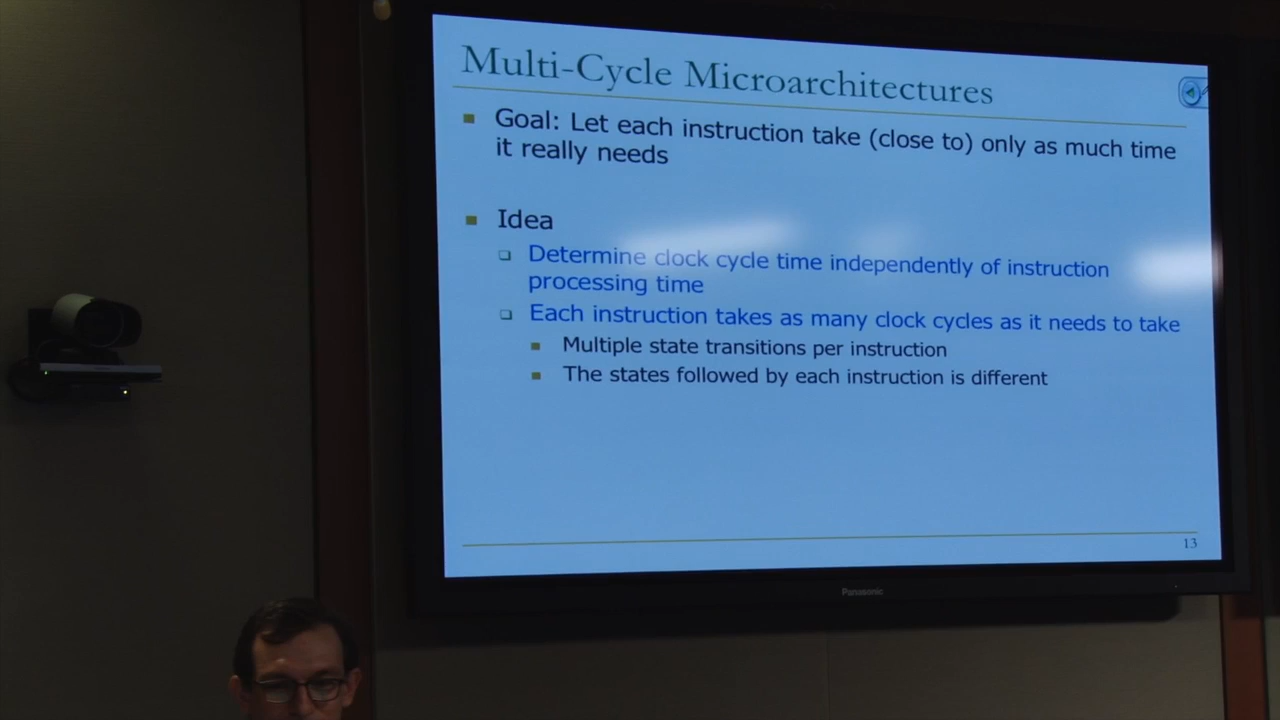 Multi-Cycle Microarchitectures
Goal: Let each instruction take (close to) only as much time
it really needs
Idea
Determine clock cycle time independently of instruction
processing time
Each instruction takes as many clock cycles as it needs to take
Multiple state transitions per instruction
The states followed by each instruction is different
13
Panasonic